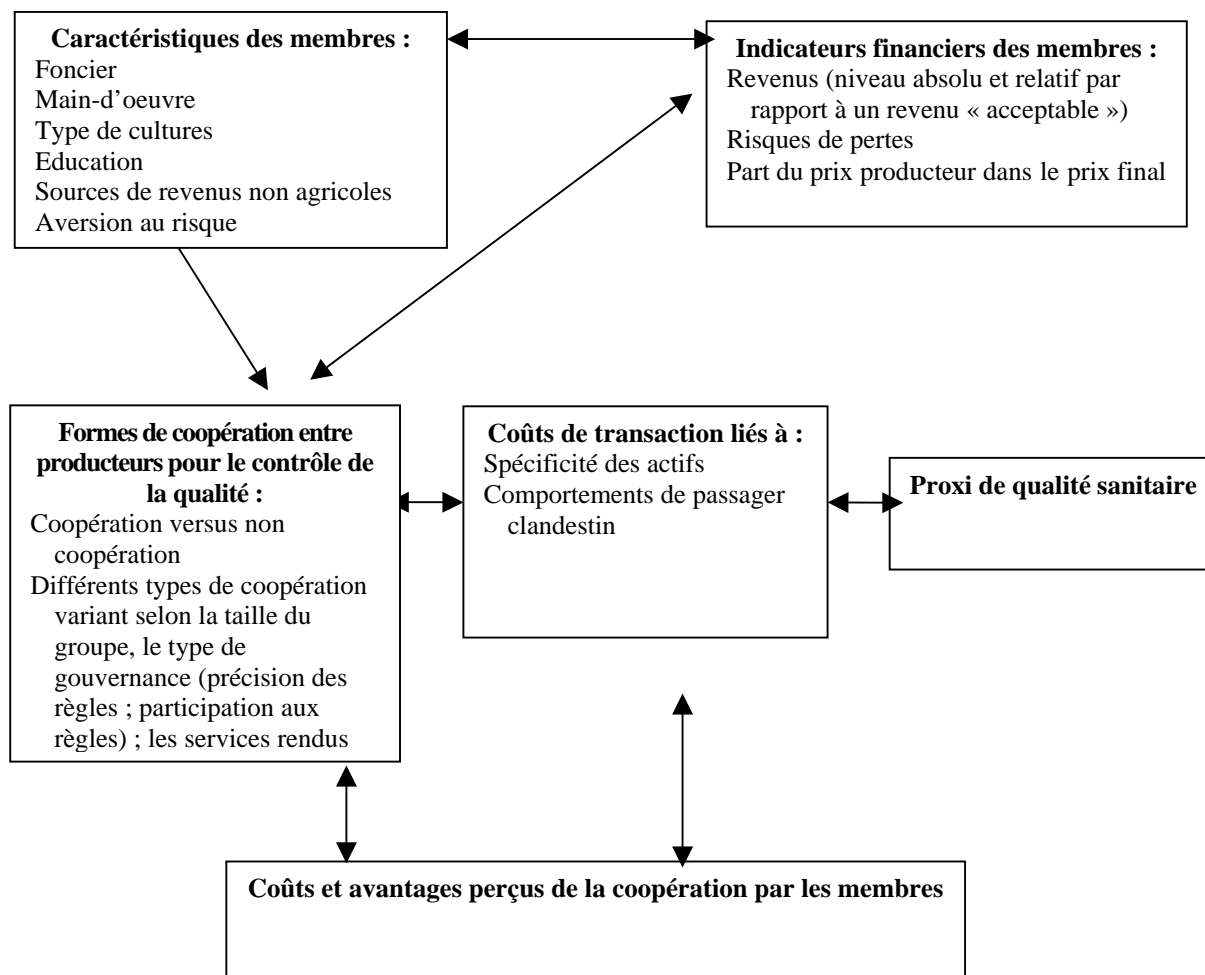 Caractéristiques des membres :
Foncier
Main-d'oeuvre
Type de cultures
Education
Sources de revenus non agricoles
Aversion au risque
Indicateurs financiers des membres :
Revenus (niveau absolu et relatif par
rapport à un revenu « acceptable »)
Risques de pertes
Part du prix producteur dans le prix final
Formes de coopération entre
producteurs pour le contrôle de
la qualité :
Coopération versus non
coopération
Différents types de coopération
variant selon la taille du
groupe, le type de
gouvernance (précision des
règles ; participation aux
règles) ; les services rendus
Coûts de transaction liés à :
Spécificité des actifs
Comportements de passager
clandestin
Proxi de qualité sanitaire
Coûts et avantages perçus de la coopération par les membres